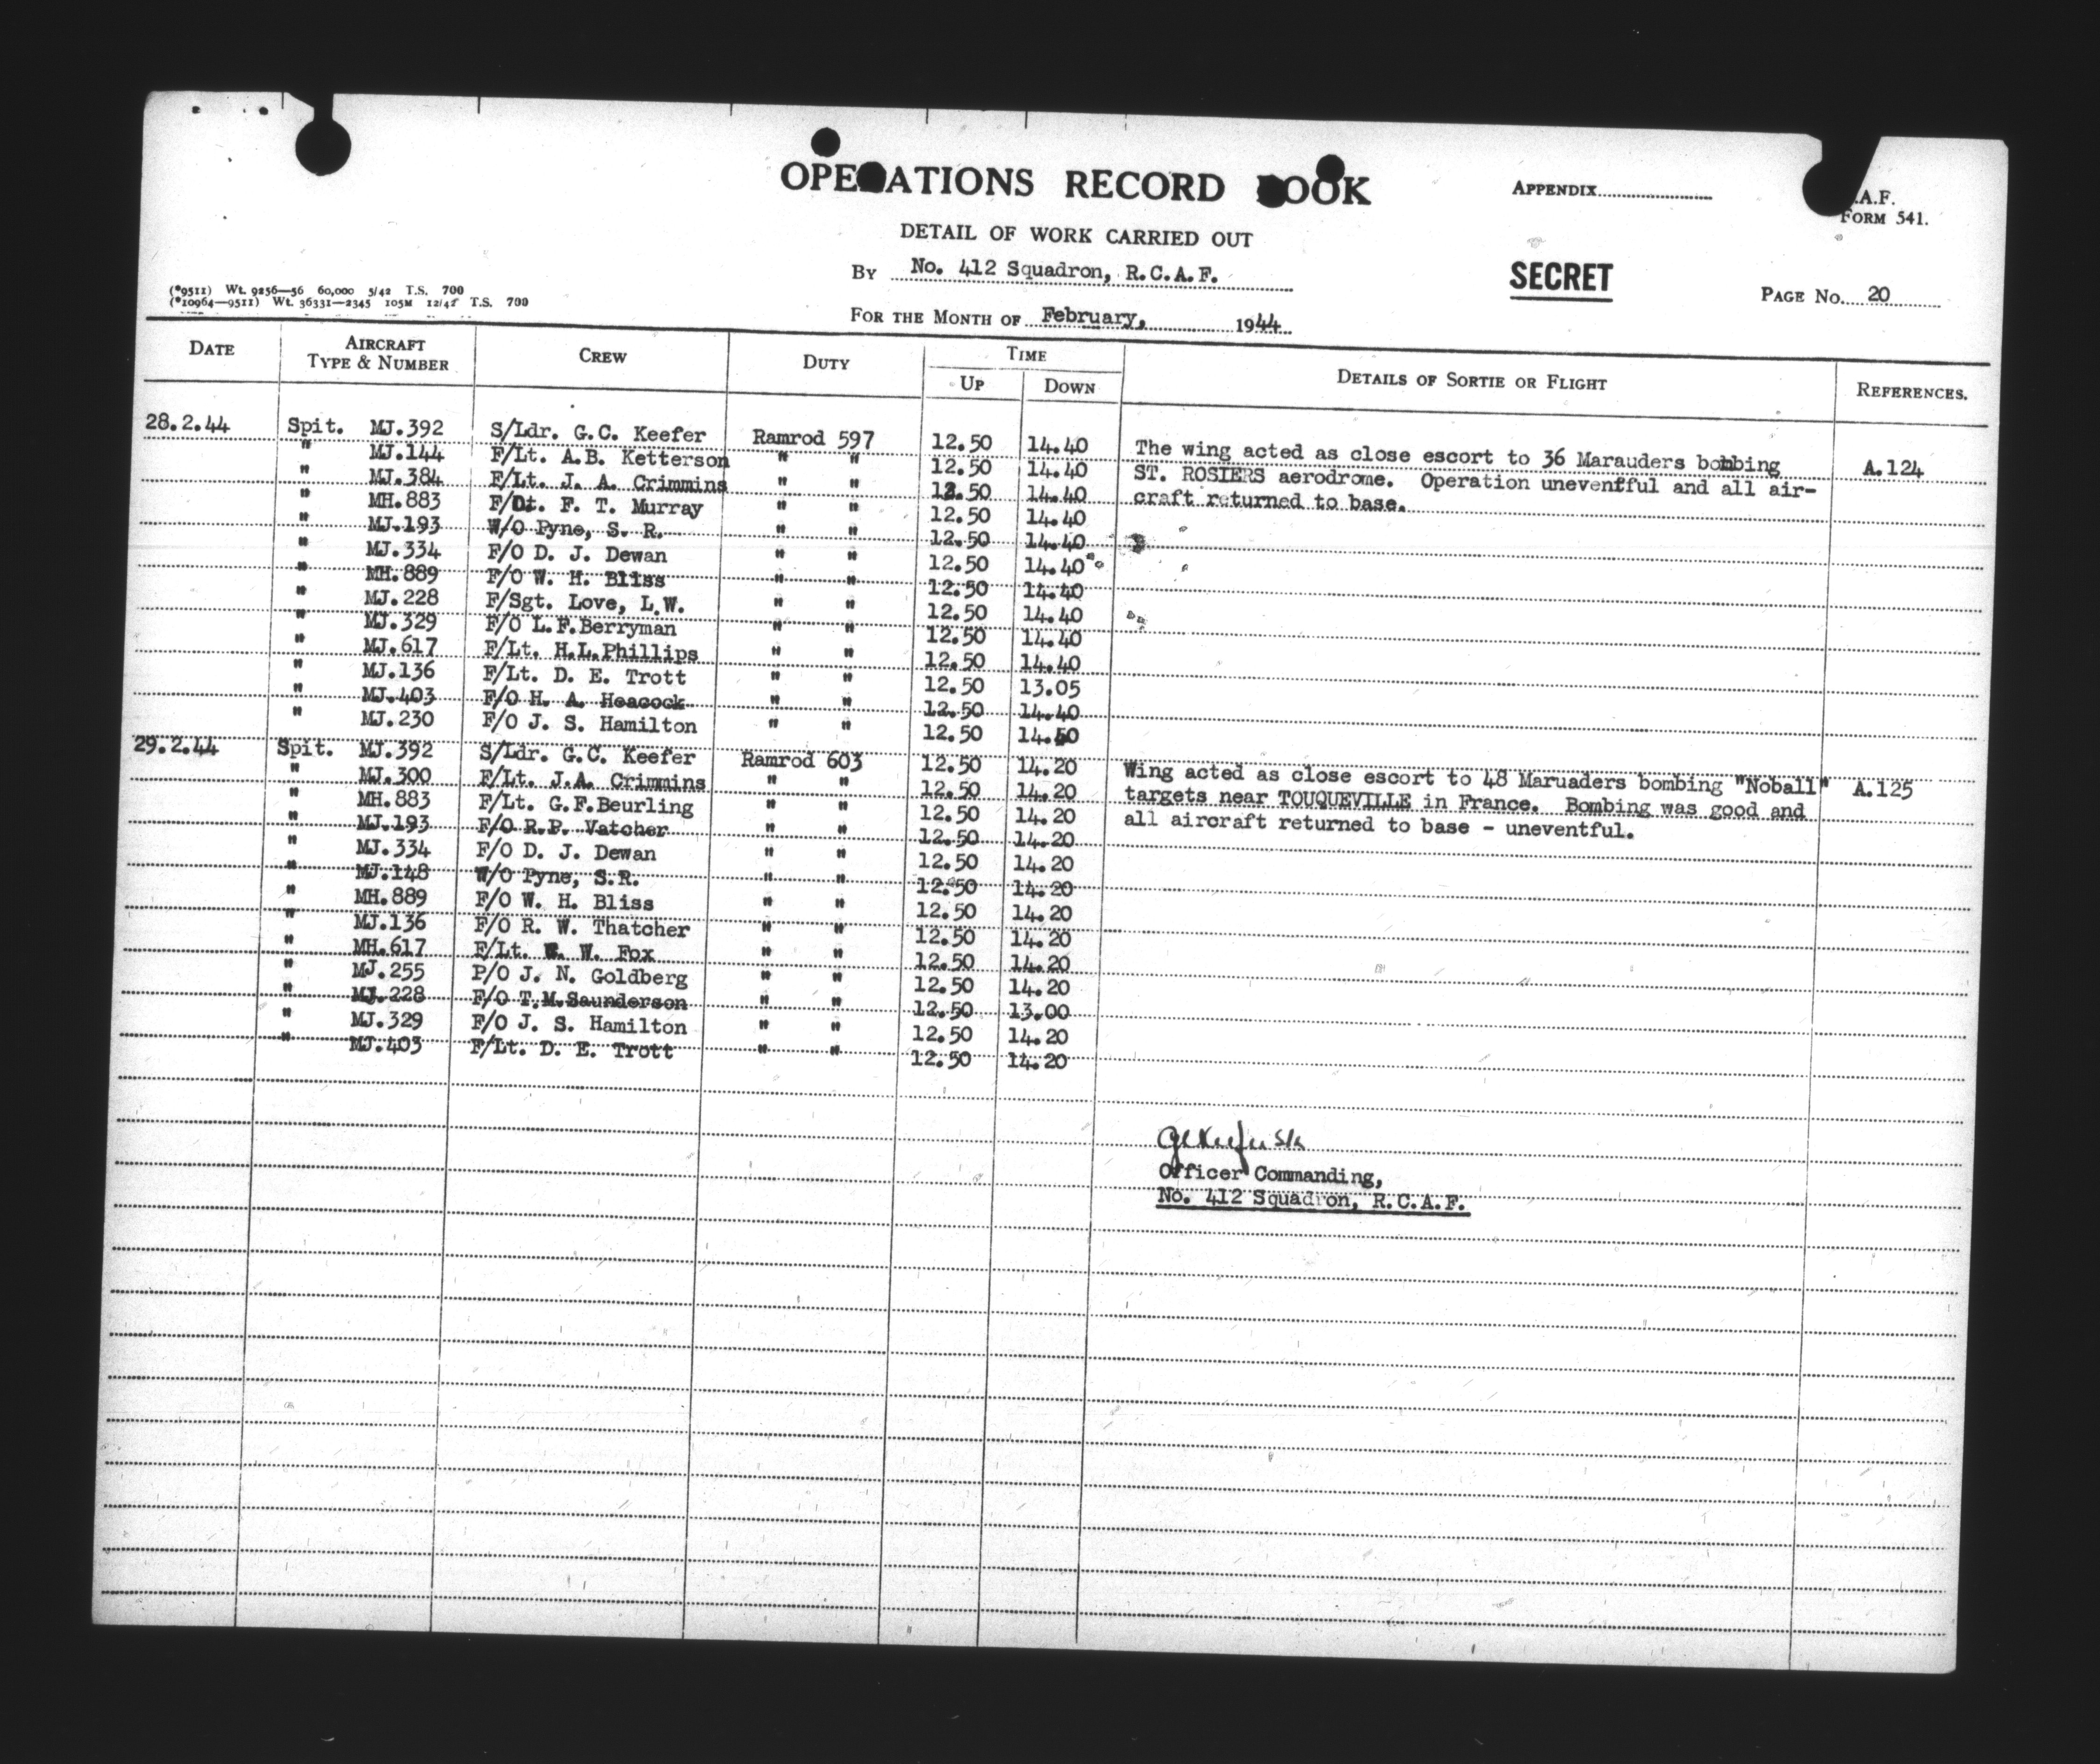 OPERATIONS RECORD BOOK
APPENDIX
.A.F.
FORM 541.
DETAIL OF WORK CARRIED OUT
By No. 412 Squadron, R.C.A.F.
SECRET
PAGE No. 20
(*9511) Wt. 9256—56 60,000 5/42 T.S. 700
(*10964—9511) Wt. 36331—2345 105M 12/42 T.S. 700
FOR THE MONTH OF February, 1944
DATE AIRCRAFT TYPE & NUMBER CREW DUTY TIME UP DOWN DETAILS OF SORTIE OR FLIGHT REFERENCES.
28.2.44 Spit. MJ.392 S/Ldr. G.C. Keefer Ramrod 597 12.50 14.40 The wing acted as close escort to 36 Marauders bombing A.124
" MJ.144 F/Lt. A.B. Ketterson " " 12.50 14.40 ST. ROSIERS aerodrome. Operation uneventful and all air-
" MJ.384 F/Lt. J. A. Crimmins " " 12.50 14.40 craft returned to base.
" MH.883 F. T. Murray " " 12.50 14.40
" MJ.193 W/O Pyne, S. R. " " 12.50 14.40
" MJ.334 F/O D. J. Dewan " " 12.50 14.40
" MH.889 F/O W. H. Bliss " " 12.50 14.40
" MJ.228 F/Sgt. Love, L.W. " " 12.50 14.40
" MJ.329 F/O L.F.Berryman " " 12.50 14.40
" MJ.617 F/Lt. H.L.Phillips " " 12.50 14.40
" MJ.136 F/Lt. D. E. Trott " " 12.50 13.05
" MJ.403 F/O H. A. Heacock " " 12.50 14.40
" MJ.230 F/O J. S. Hamilton " " 12.50
29.2.44 Spit. MJ.392 S/Ldr. G.C. Keefer Ramrod 603 12.50 14.20 Wing acted as close escort to 48 Maruaders bombing "Noball" A.125
" MJ.300 F/Lt. J.A. Crimmins " " 12.50 14.20 targets near TOUQUEVILLE in France. Bombing was good and
" MH.883 F/Lt. G.F.Beurling " " 12.50 14.20 all aircraft returned to base - uneventful.
" MJ.193 F/O R.P. Vatcher " " 12.50 14.20
" MJ.334 F/O D. J. Dewan " " 12.50 14.20
" MJ.148 W/O Pyne, S.R. " " 12.50 14.20
" MH.889 F/O W. H. Bliss " " 12.50 14.20
" MJ.136 F/O R. W. Thatcher " " 12.50 14.20
" MH.617 F/Lt. W. Fox " " 12.50 14.20
" MJ.255 P/O J. N. Goldberg " " 12.50 14.20
" MJ.228 F/O T.M.Saunderson " " 12.50 13.00
" MJ.329 F/O J. S. Hamilton " " 12.50 14.20
" MJ.403 F/Lt. D. E. Trott " " 12.50 14.20
Officer Commanding,
No. 412 Squadron, R.C.A.F.